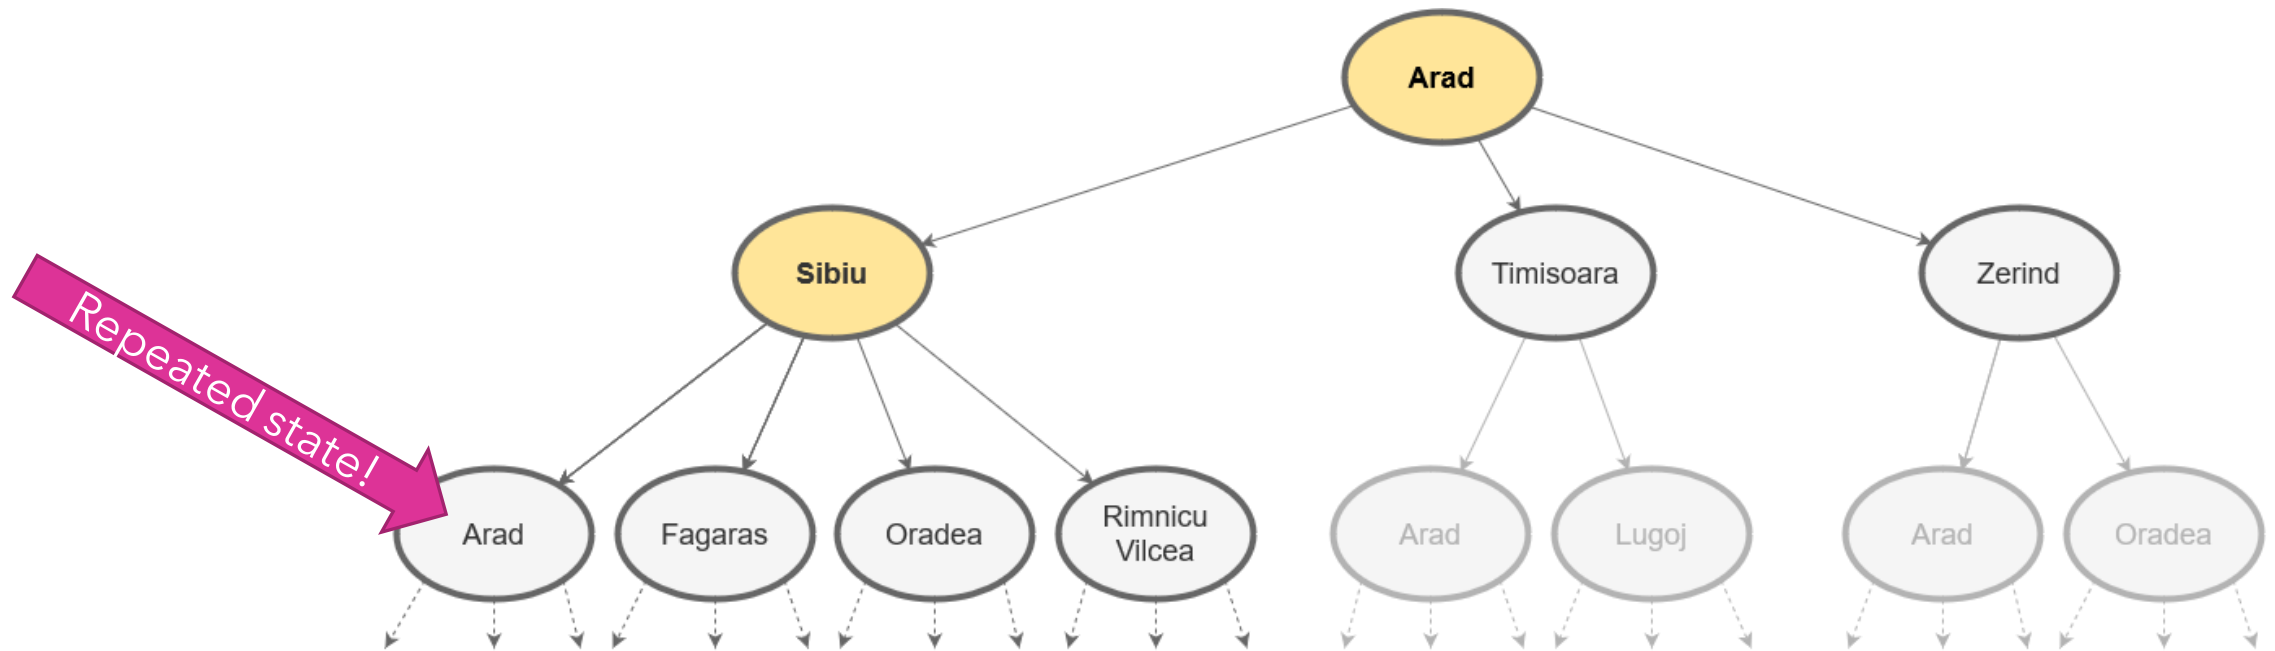 Arad
Sibiu
Timisoara
Zerind
Repeated state!
Arad
Fagaras
Oradea
Rimnicu
Vilcea
Arad
Lugoj
Arad
Oradea